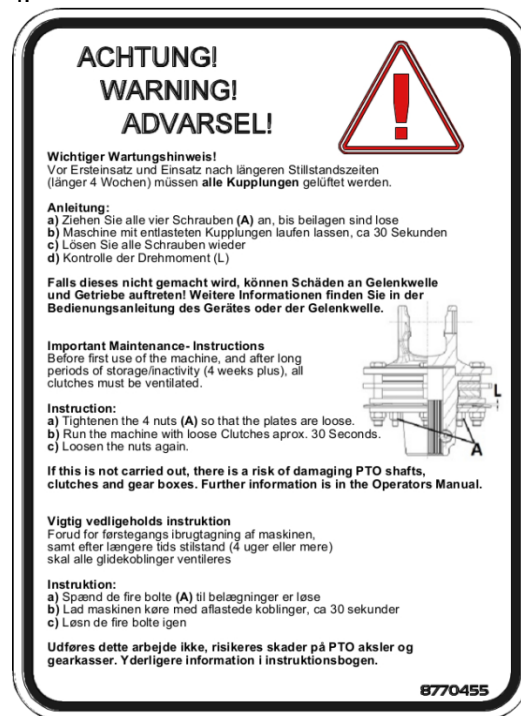 ACHTUNG!
WARNING!
ADVARSEL!
Wichtiger Wartungshinweis!
Vor Ersteinsatz und Einsatz nach längeren Stillstandszeiten
(länger 4 Wochen) müssen alle Kupplungen gelüftet werden.
Anleitung:
a) Ziehen Sie alle vier Schrauben (A) an, bis beilagen sind lose
b) Maschine mit entlasteten Kupplungen laufen lassen, ca 30 Sekunden
c) Lösen Sie alle Schrauben wieder
d) Kontrolle der Drehmoment (L)
Falls dieses nicht gemacht wird, können Schäden an Gelenkwelle
und Getriebe auftreten! Weitere Informationen finden Sie in der
Bedienungsanleitung des Gerätes oder der Gelenkwelle.
Important Maintenance- Instructions
Before first use of the machine, and after long
periods of storage/inactivity (4 weeks plus), all
clutches must be ventilated.
Instruction:
a) Tightenen the 4 nuts (A) so that the plates are loose.
b) Run the machine with loose Clutches aprox. 30 Seconds.
c) Loosen the nuts again.
L
A
If this is not carried out, there is a risk of damaging PTO shafts,
clutches and gear boxes. Further information is in the Operators Manual.
Vigtig vedligeholds instruktion
Forud for førstegangs ibrugtagning af maskinen,
samt efter længere tids stilstand (4 uger eller mere)
skal alle glidekoblinger ventileres
Instruktion:
a) Spænd de fire bolte (A) til belægninger er løse
b) Lad maskinen køre med aflastede koblinger, ca 30 sekunder
c) Løsn de fire bolte igen
Udføres dette arbejde ikke, risikeres skader på PTO aksler og
gearkasser. Yderligere information i instruktionsbogen.
8770455